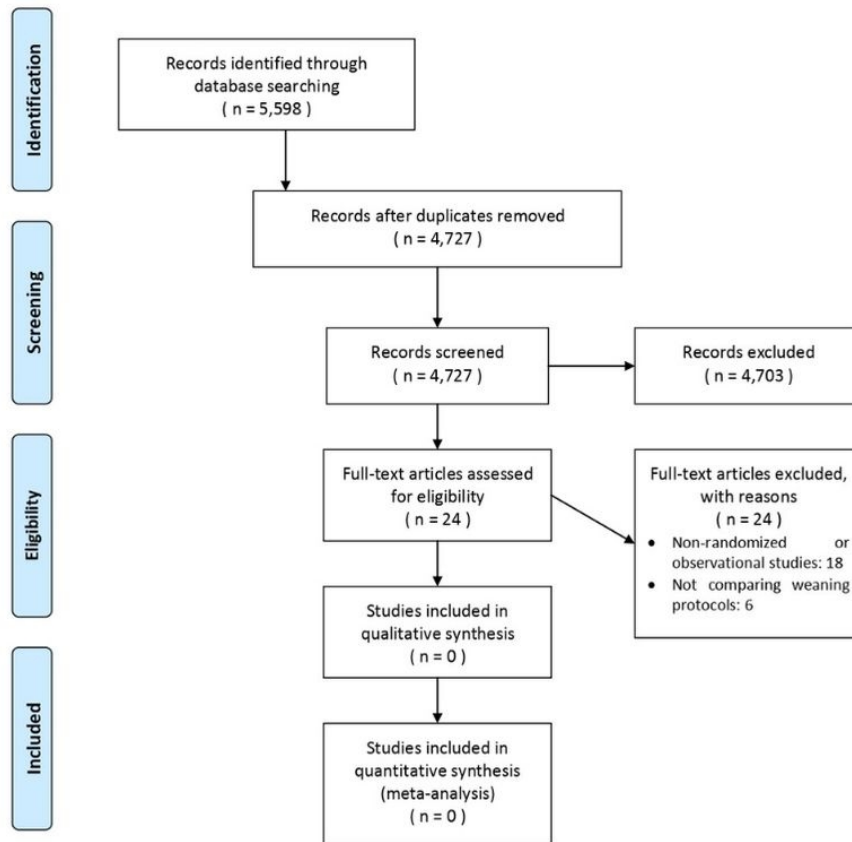 Identification
Records identified through
database searching
( n = 5,598 )
Records after duplicates removed
( n = 4,727 )
Screening
Records screened
( n = 4,727 )
Records excluded
( n = 4,703 )
Eligibility
Full-text articles assessed
for eligibility
( n = 24 )
Full-text articles excluded,
with reasons
( n = 24 )
• Non-randomized or
observational studies: 18
• Not comparing weaning
protocols: 6
Studies included in
qualitative synthesis
( n = 0 )
Included
Studies included in
quantitative synthesis
(meta-analysis)
( n = 0 )